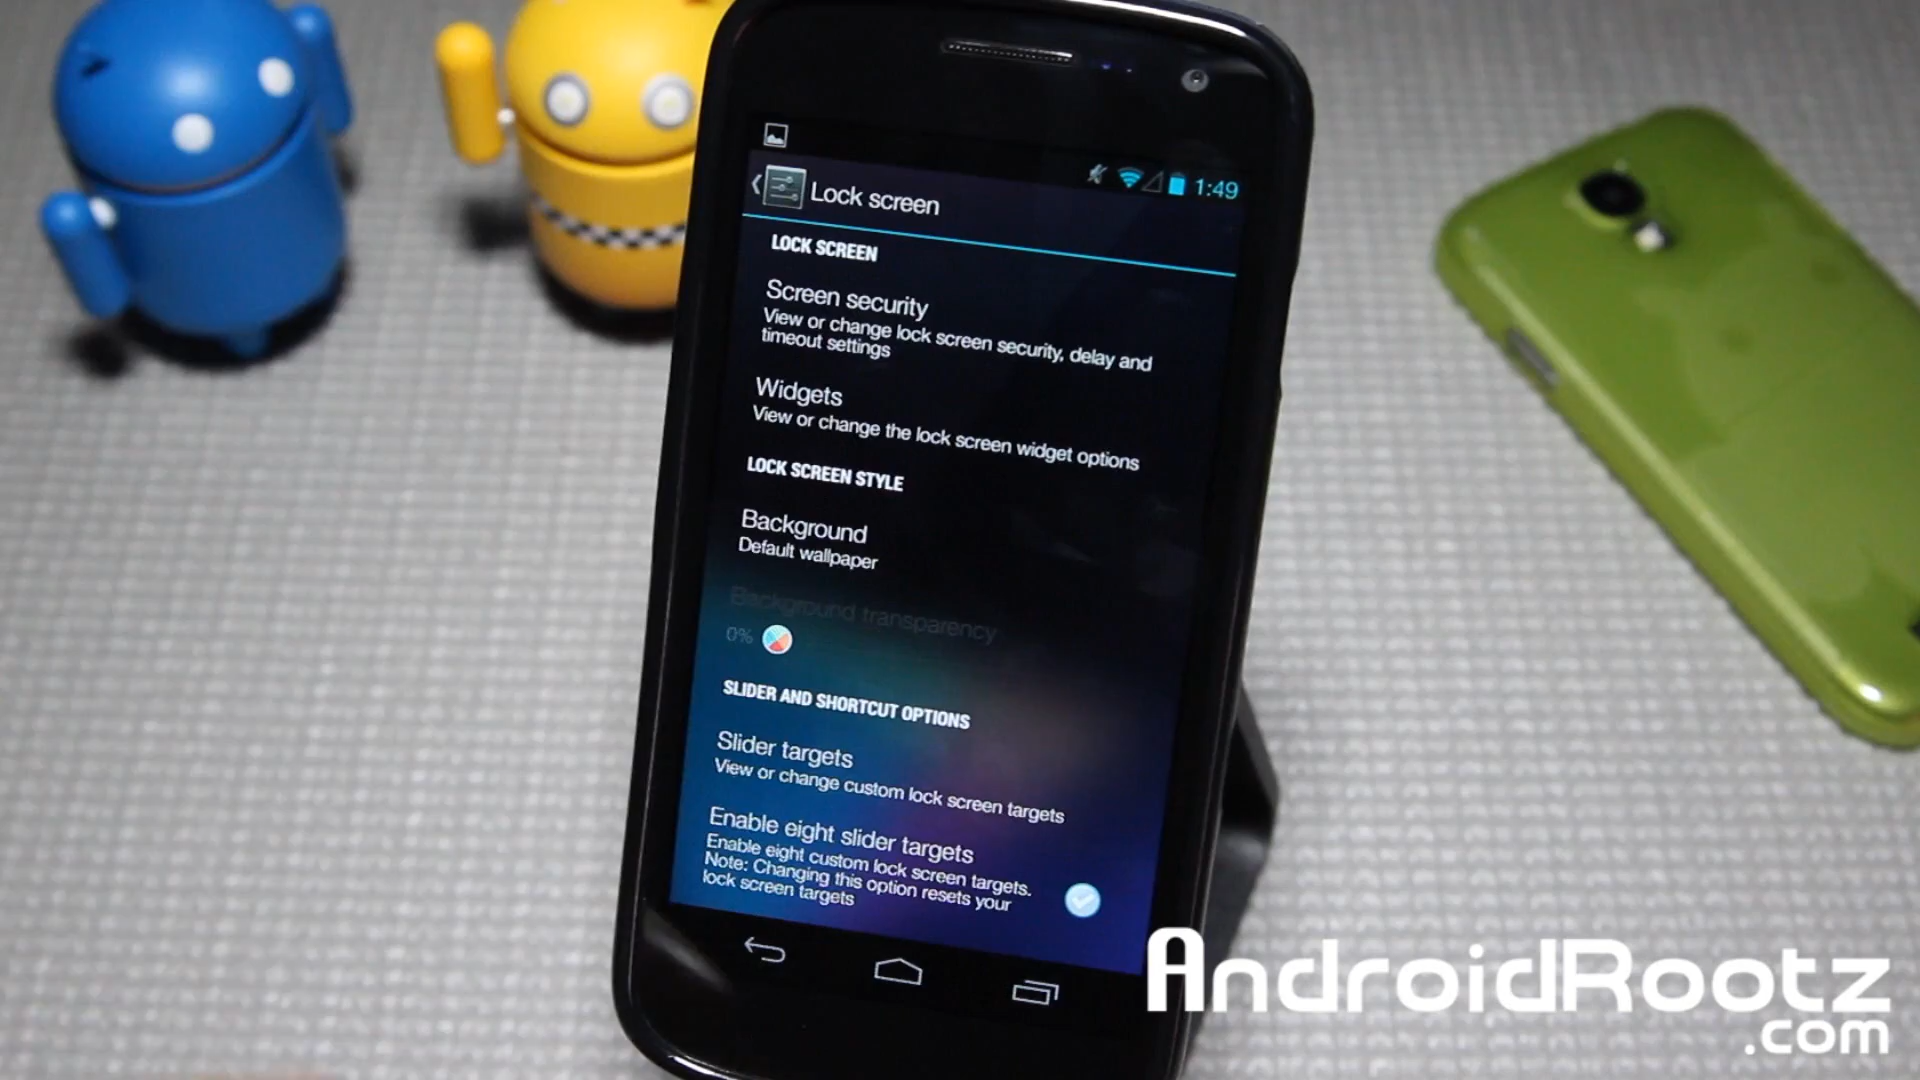 1:49
Lock screen
LOCK SCREEN
Screen security
View or change lock screen security, delay and
timeout settings
Widgets
View or change the lock screen widget options
LOCK SCREEN STYLE
Background
Default wallpaper
Background transparency
0%
SLIDER AND SHORTCUT OPTIONS
Slider targets
View or change custom lock screen targets
Enable eight slider targets
Enable eight custom lock screen targets.
Note: Changing this option resets your
lock screen targets
AndroidRootz
.com